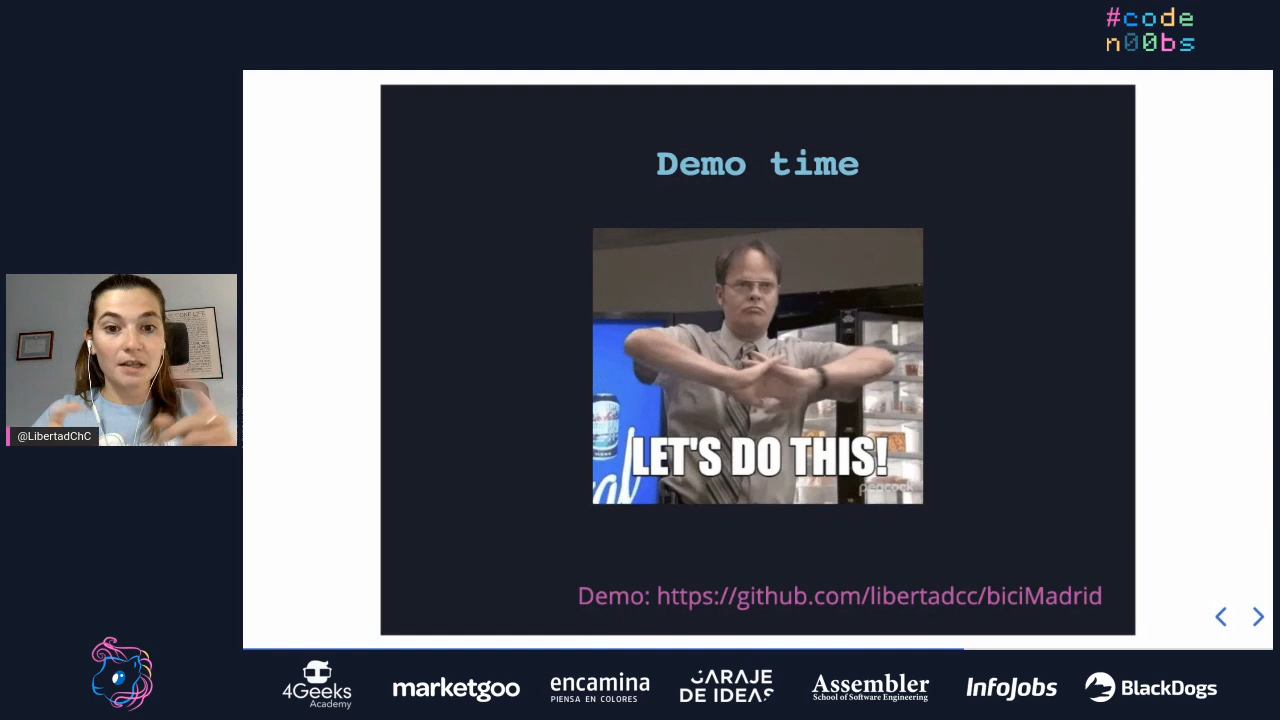 #code
n00bs
Demo time
LET'S DO THIS!
peacock
@LibertadChC
Demo: https://github.com/libertadcc/biciMadrid
4Geeks
Academy
marketgoo
encamina
PIENSA EN COLORES
GARAJE
DE IDEAS
Assembler
School of Software Engineering
InfoJobs
BlackDogs